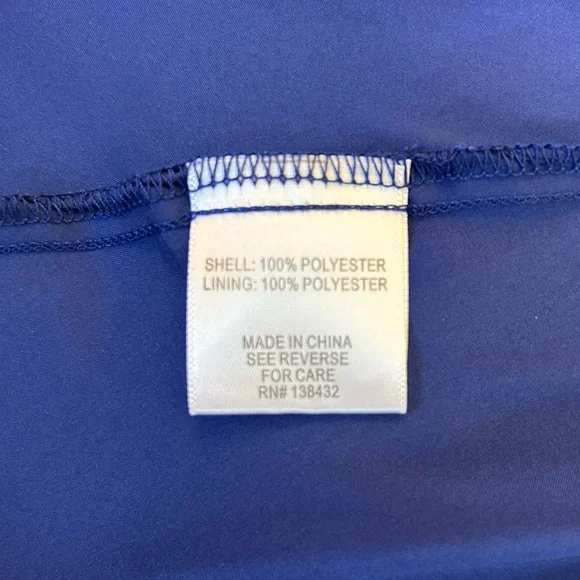 SHELL: 100% POLYESTER
LINING: 100% POLYESTER
MADE IN CHINA
SEE REVERSE
FOR CARE
RN# 138432